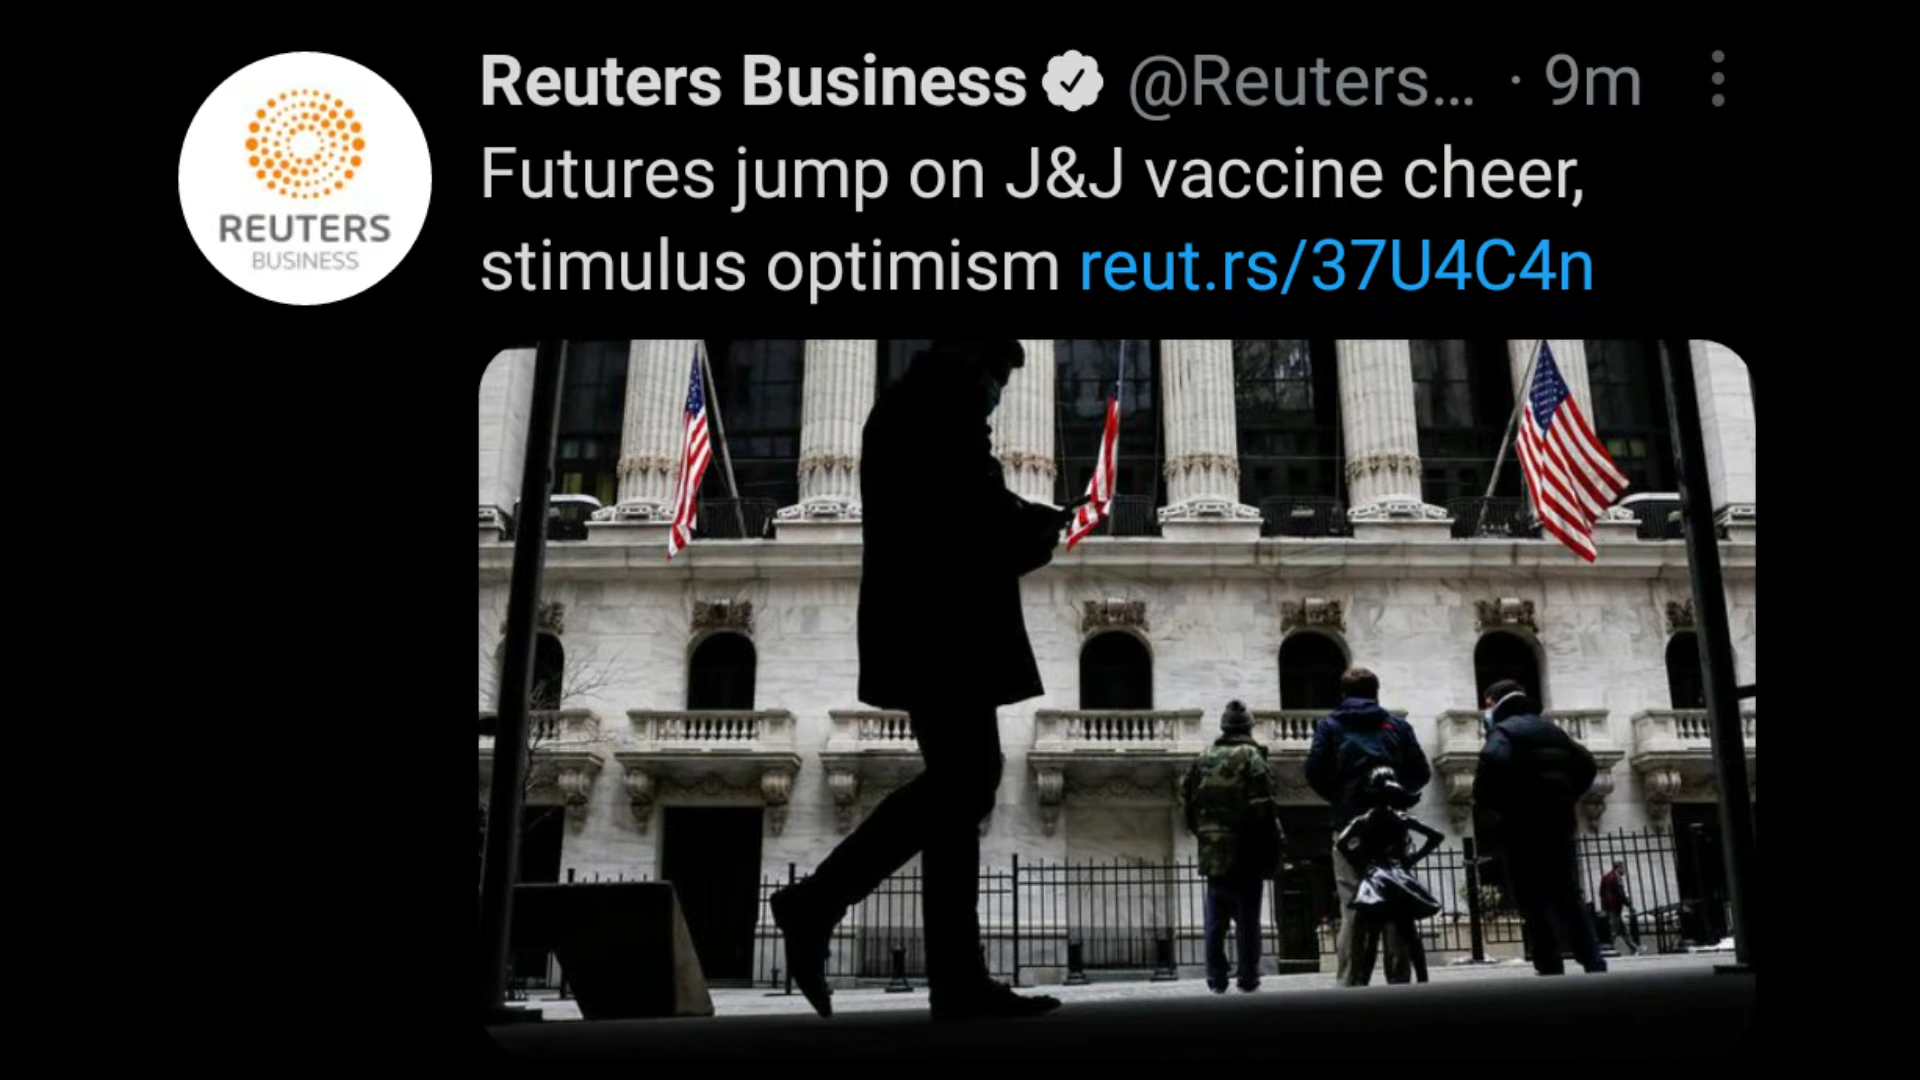 Reuters Business @Reuters... · 9m
Futures jump on J&J vaccine cheer,
stimulus optimism reut.rs/37U4C4n
REUTERS
BUSINESS